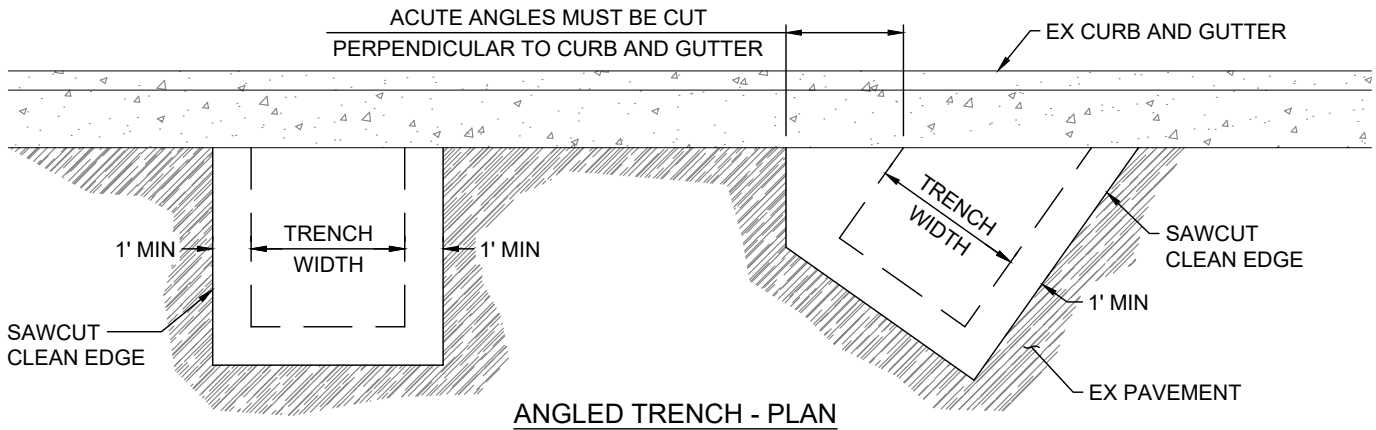 ACUTE ANGLES MUST BE CUT
PERPENDICULAR TO CURB AND GUTTER
EX CURB AND GUTTER
1' MIN
TRENCH
WIDTH
1' MIN
SAWCUT
CLEAN EDGE
TRENCH
WIDTH
SAWCUT
CLEAN EDGE
1' MIN
EX PAVEMENT
ANGLED TRENCH - PLAN